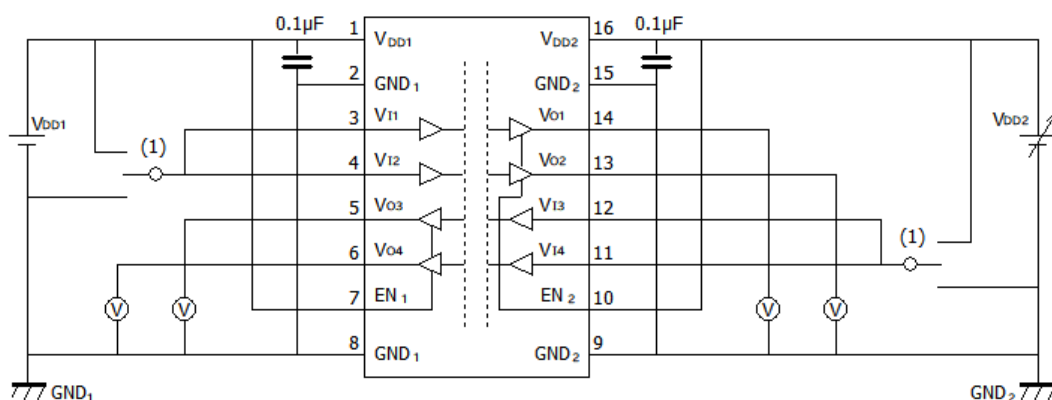 0.1µF 1 16 0.1µF
VDD1 VDD2
2 15
GND1 GND2
3 VI1 VO1 14
VDD1 VDD2
(1) 4 VI2 VO2 13
5 VO3 VI3 12
(1)
6 VO4 VI4 11
7 EN1 EN2 10
V V V V
8 9
GND1 GND2
GND1 GND2